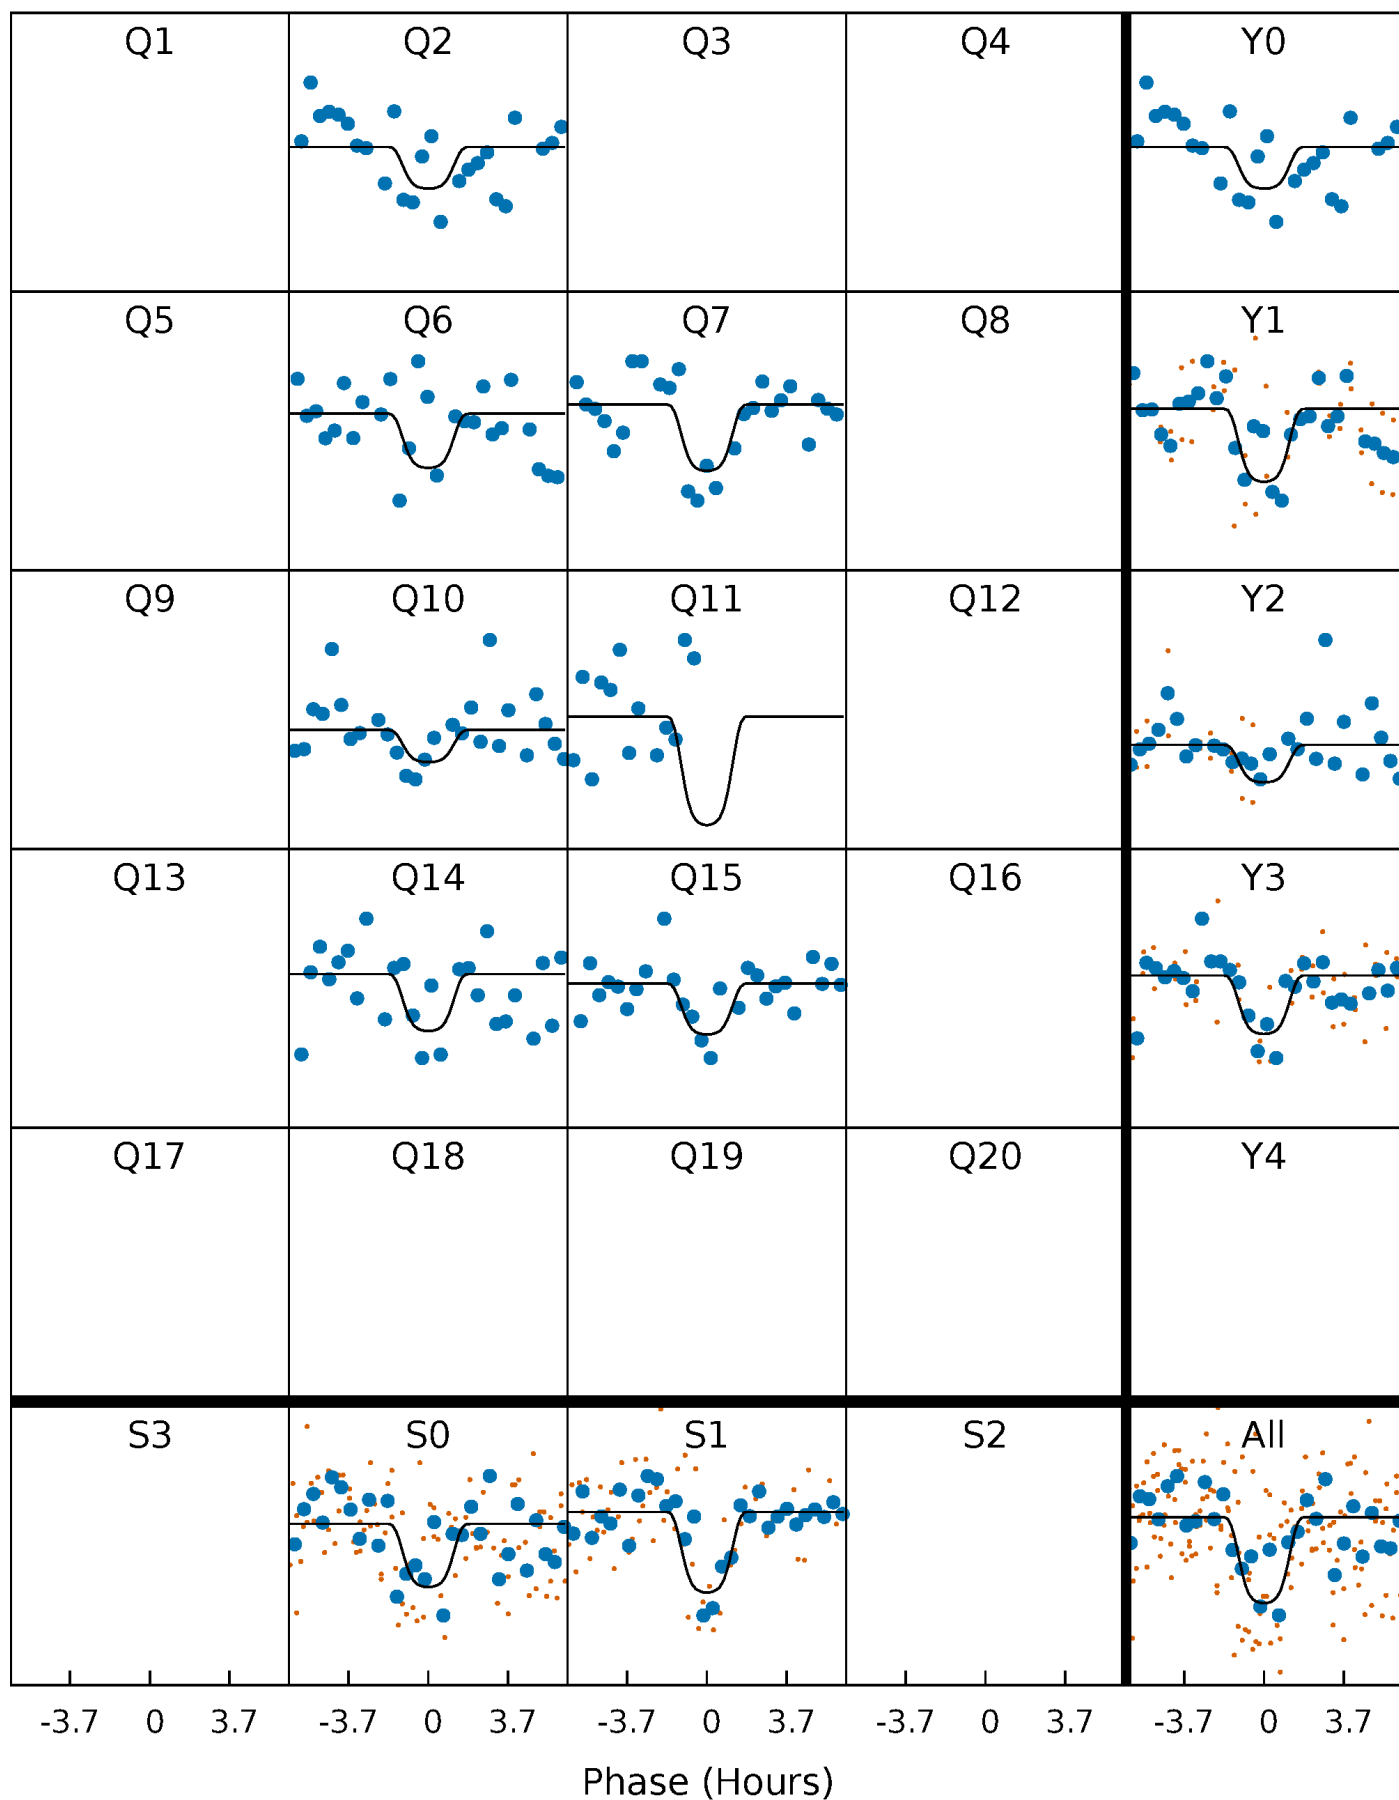 Q1 Q2 Q3 Q4 Y0
Q5 Q6 Q7 Q8 Y1
Q9 Q10 Q11 Q12 Y2
Q13 Q14 Q15 Q16 Y3
Q17 Q18 Q19 Q20 Y4
S3 S0 S1 S2 All
-3.7 0 3.7 -3.7 0 3.7 -3.7 0 3.7 -3.7 0 3.7 -3.7 0 3.7
Phase (Hours)